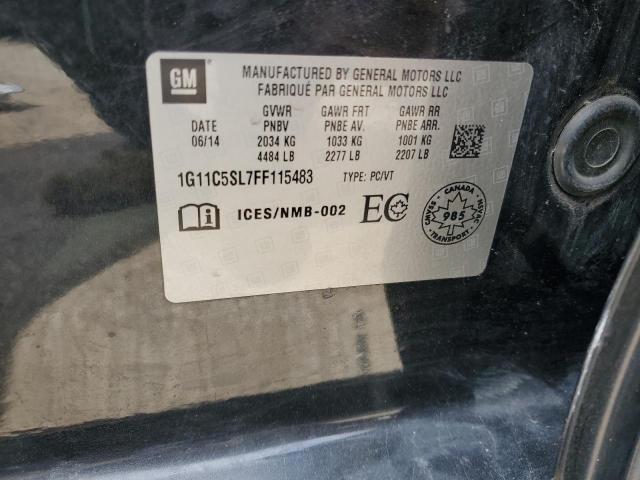 GM
MANUFACTURED BY GENERAL MOTORS LLC
FABRIQUÉ PAR GENERAL MOTORS LLC
GVWR GAWR FRT GAWR RR
DATE PNBV PNBE AV. PNBE ARR.
06/14 2034 KG 1033 KG 1001 KG
4484 LB 2277 LB 2207 LB
1G11C5SL7FF115483 TYPE: PC/VT
ICES/NMB-002 EC
CANADA
CMVSS NSVAC
985
TRANSPORT